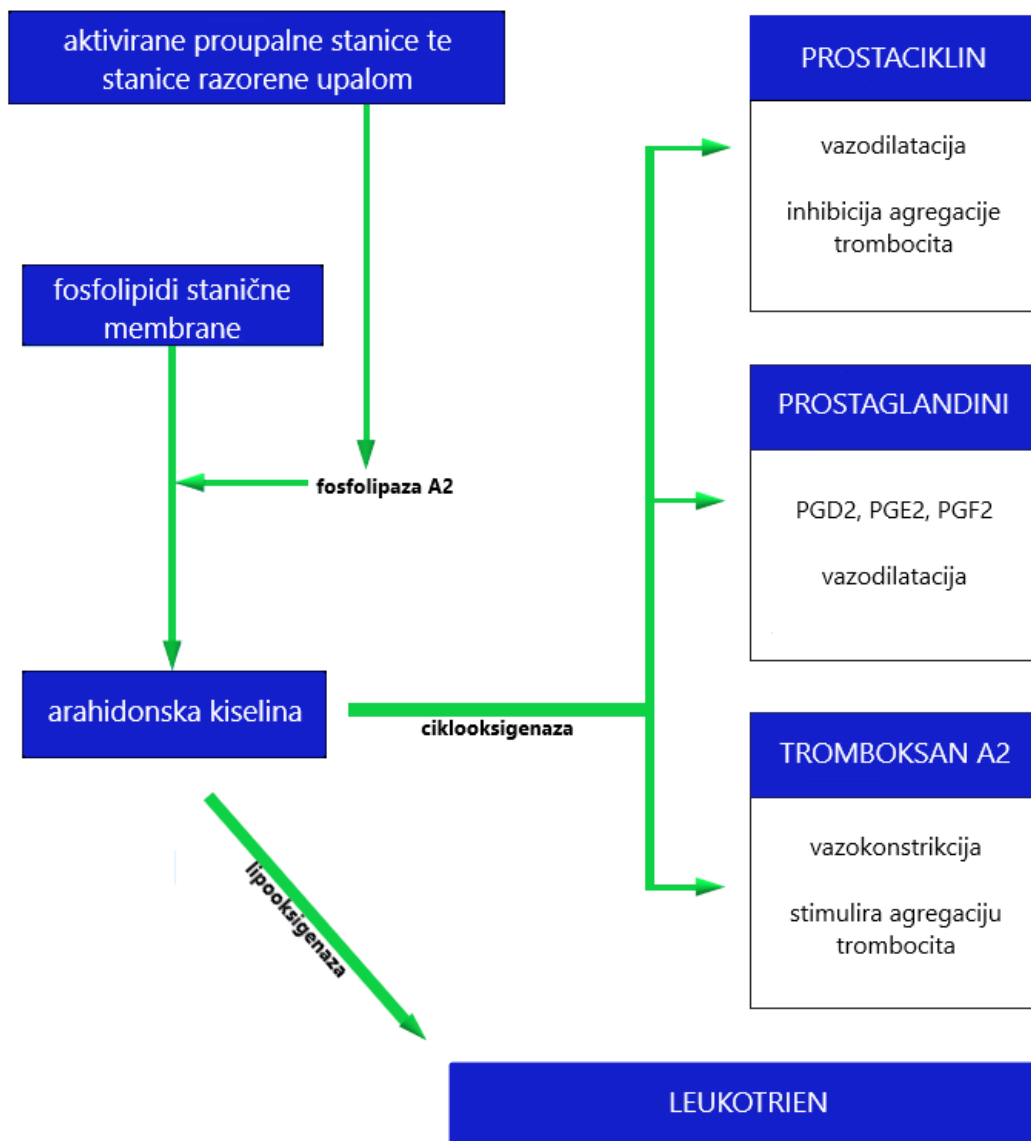 aktivirane proupalne stanice te
stanice razorene upalom
fosfolipidi stanične
membrane
fosfolipaza A2
arahidonska kiselina
ciklooksigenaza
lipooksigenaza
PROSTACIKLIN
vazodilatacija
inhibicija agregacije
trombocita
PROSTAGLANDINI
PGD2, PGE2, PGF2
vazodilatacija
TROMBOKSAN A2
vazokonstrikcija
stimulira agregaciju
trombocita
LEUKOTRIEN